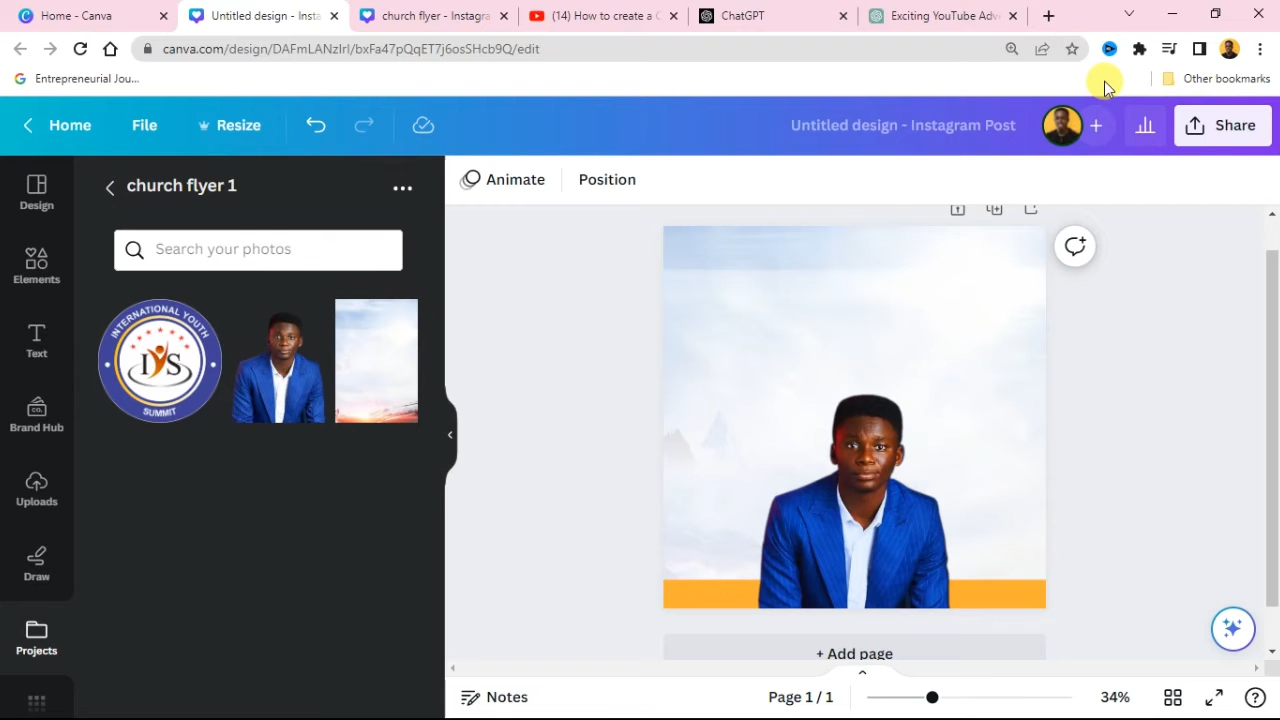 Home - Canva
Untitled design - Insta
church flyer - Instagra
(14) How to create a C
ChatGPT
Exciting YouTube Adv
canva.com/design/DAFmLANzIrI/bxFa47pQqET7j6osSHcb9Q/edit
Entrepreneurial Jou...
Other bookmarks
Home
File
Resize
Untitled design - Instagram Post
Share
Design
church flyer 1
Animate
Position
Search your photos
Elements
INTERNATIONAL YOUTH
IYS
SUMMIT
Text
CO.
Brand Hub
Uploads
Draw
Projects
+ Add page
Notes
Page 1 / 1
34%